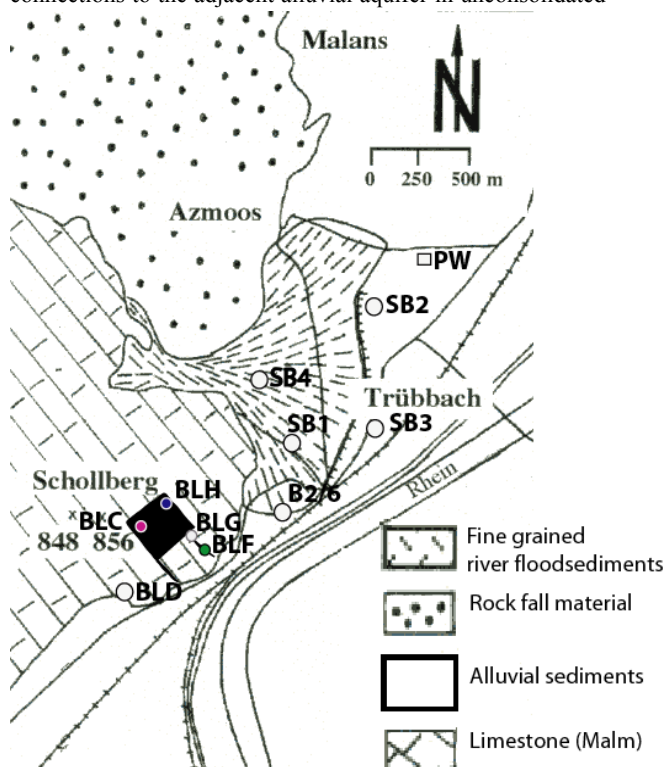 connections to the adjacent alluvial aquifer in unconsolidated
Malans
N
0 250 500 m
Azmoos
PW
SB2
SB4
Trübbach
SB1
SB3
Schollberg
BLH
B2/6
Rhein
x BLC x
BLG
848 856
BLF
BLD
Fine grained
river floodsediments
Rock fall material
Alluvial sediments
Limestone (Malm)